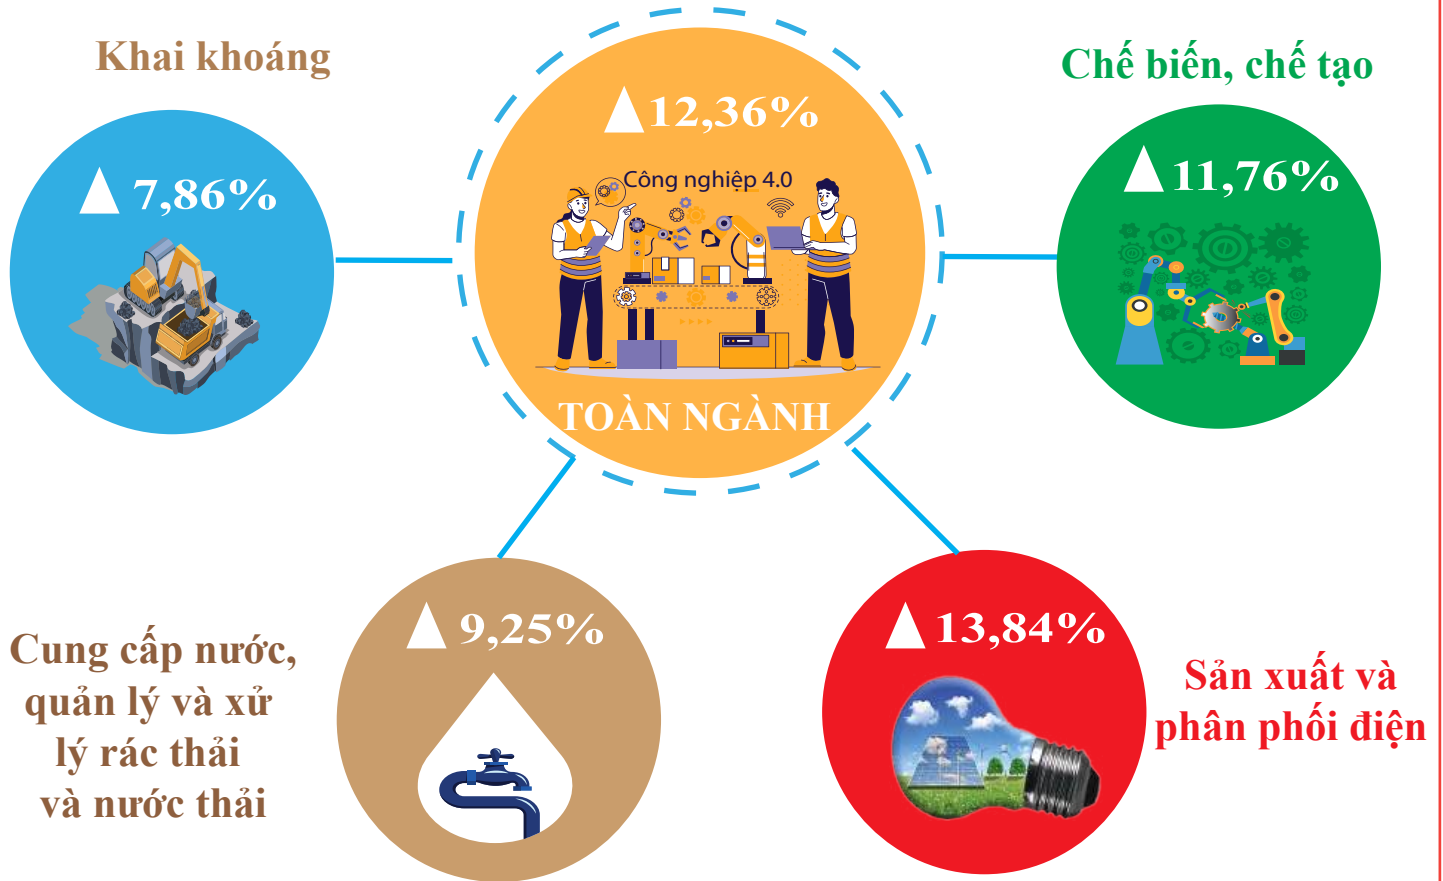 Khai khoáng
▲ 7,86%
▲12,36%
Công nghiệp 4.0
TOÀN NGÀNH
Chế biến, chế tạo
▲ 11,76%
Cung cấp nước,
quản lý và xử
lý rác thải
và nước thải
▲ 9,25%
▲ 13,84%
Sản xuất và
phân phối điện